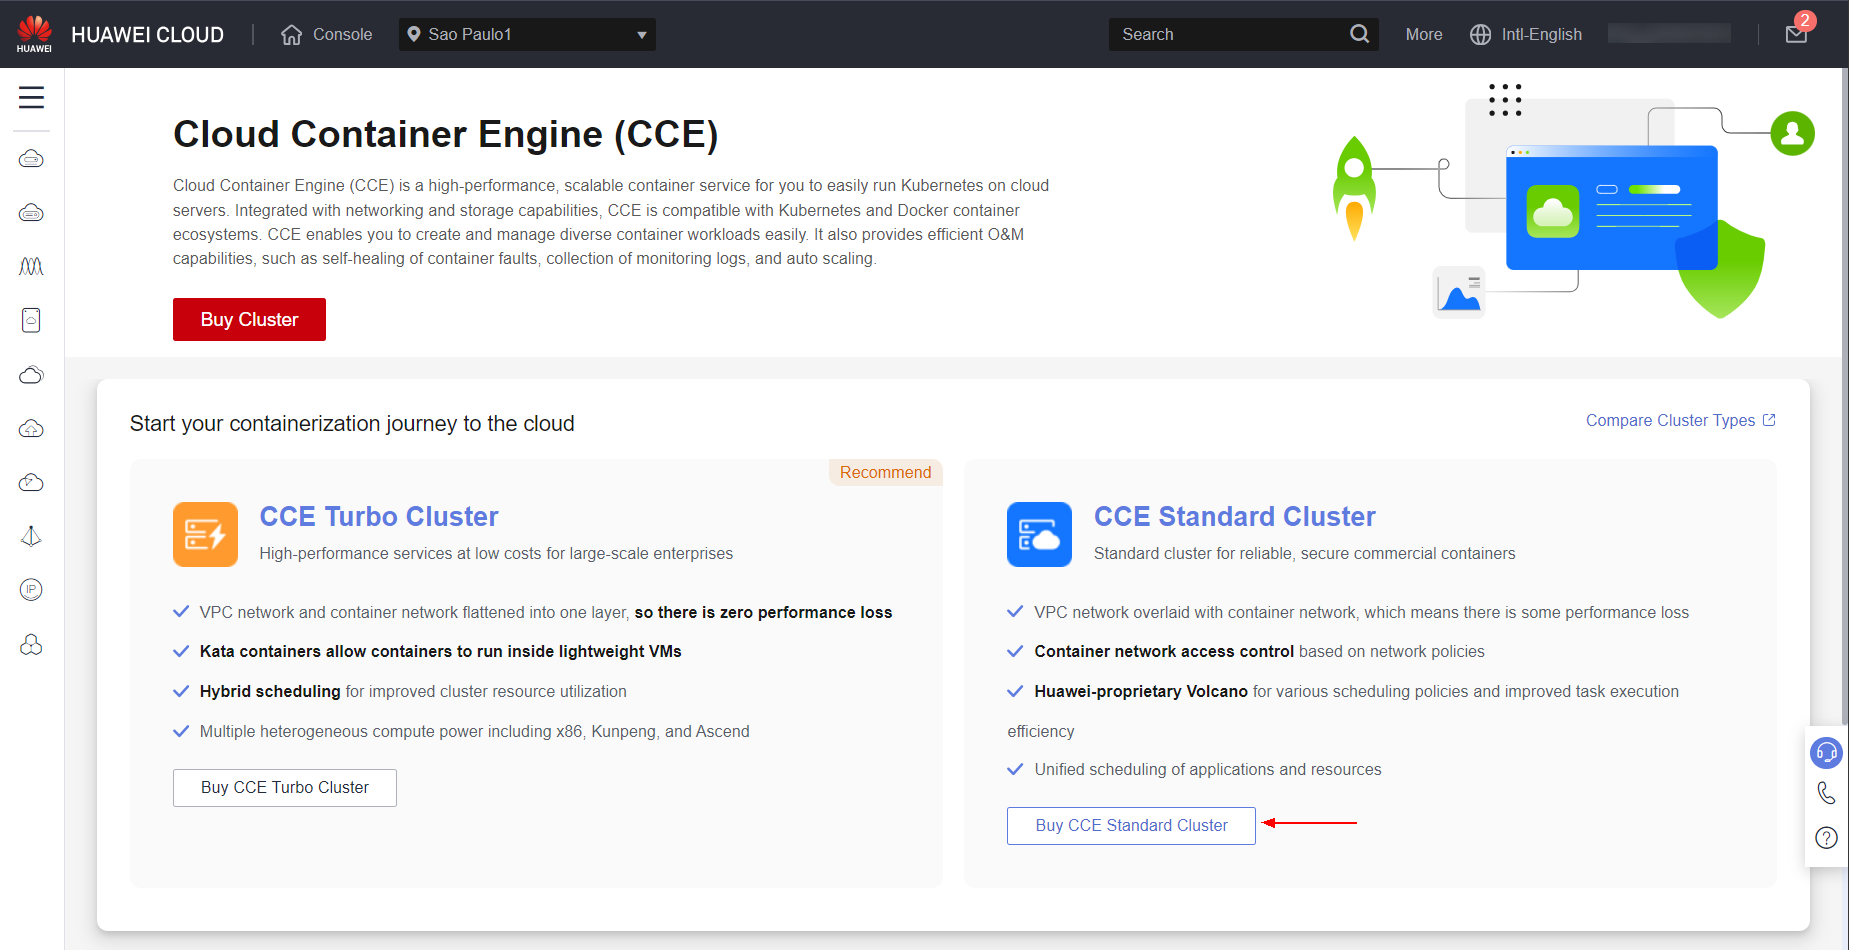 HUAWEI
HUAWEI CLOUD
Console
Sao Paulo1
Search
More
Intl-English
2
Cloud Container Engine (CCE)
Cloud Container Engine (CCE) is a high-performance, scalable container service for you to easily run Kubernetes on cloud
servers. Integrated with networking and storage capabilities, CCE is compatible with Kubernetes and Docker container
ecosystems. CCE enables you to create and manage diverse container workloads easily. It also provides efficient O&M
capabilities, such as self-healing of container faults, collection of monitoring logs, and auto scaling.
Buy Cluster
Start your containerization journey to the cloud
Compare Cluster Types
Recommend
CCE Turbo Cluster
High-performance services at low costs for large-scale enterprises
VPC network and container network flattened into one layer, so there is zero performance loss
Kata containers allow containers to run inside lightweight VMs
Hybrid scheduling for improved cluster resource utilization
Multiple heterogeneous compute power including x86, Kunpeng, and Ascend
Buy CCE Turbo Cluster
CCE Standard Cluster
Standard cluster for reliable, secure commercial containers
VPC network overlaid with container network, which means there is some performance loss
Container network access control based on network policies
Huawei-proprietary Volcano for various scheduling policies and improved task execution
efficiency
Unified scheduling of applications and resources
Buy CCE Standard Cluster
IP